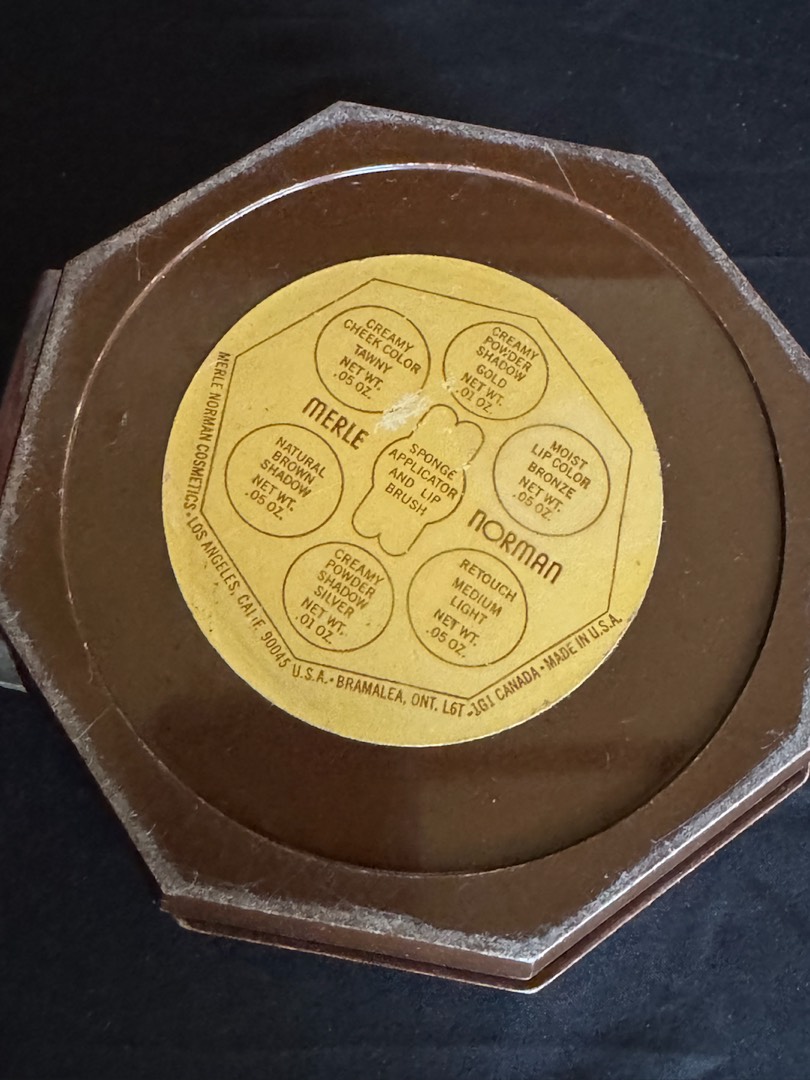 CREAMY
CHEEK COLOR
TAWNY
NET WT.
.05 OZ.
CREAMY
POWDER
SHADOW
GOLD
NET WT.
.01 OZ.
MERLE
NATURAL
BROWN
SHADOW
NET WT.
.05 OZ.
SPONGE
APPLICATOR
AND LIP
BRUSH
MOIST
LIP COLOR
BRONZE
NET WT.
.05 OZ.
NORMAN
CREAMY
POWDER
SHADOW
SILVER
NET WT.
.01 OZ.
RETOUCH
MEDIUM
LIGHT
NET WT.
.05 OZ.
MERLE NORMAN COSMETICS • LOS ANGELES, CALIF. 90045 U.S.A. • BRAMALEA, ONT. L6T 1G1 CANADA • MADE IN U.S.A.